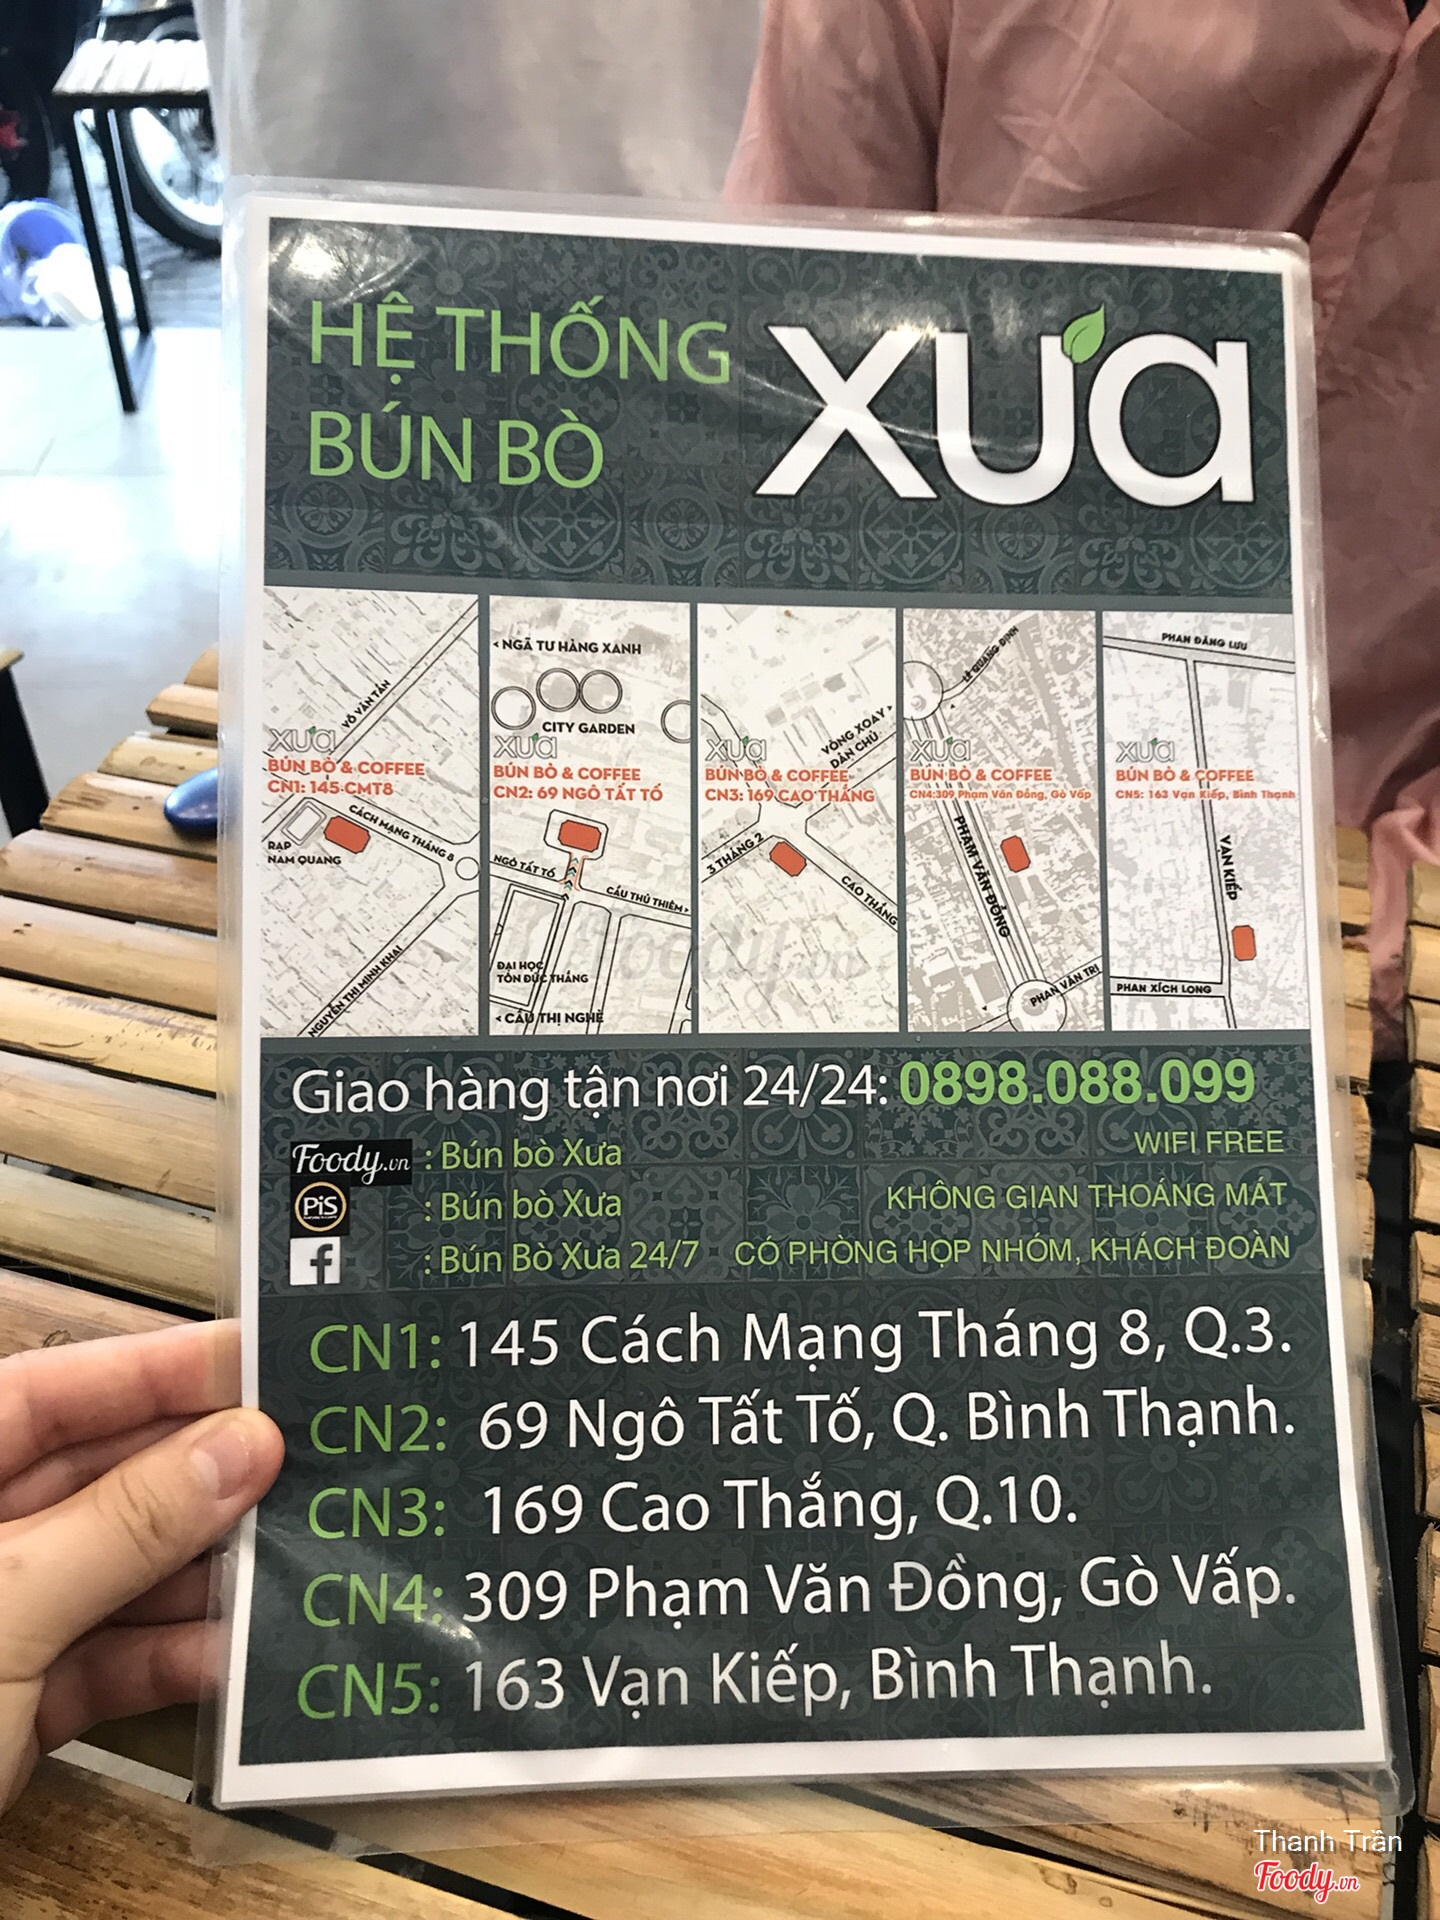 HỆ THỐNG
BÚN BÒ
XƯA
VÕ VĂN TẦN
XƯA
BÚN BÒ & COFFEE
CN1: 145 CMT8
CÁCH MẠNG THÁNG 8
RẠP
NAM QUANG
NGUYỄN THỊ MINH KHAI
< NGÃ TƯ HÀNG XANH
CITY GARDEN
XƯA
BÚN BÒ & COFFEE
CN2: 69 NGÔ TẤT TỐ
NGÔ TẤT TỐ
CẦU THỦ THIÊM >
ĐẠI HỌC
TÔN ĐỨC THẮNG
< CẦU THỊ NGHÈ
VÒNG XOAY >
DÂN CHỦ
XƯA
BÚN BÒ & COFFEE
CN3: 169 CAO THẮNG
3 THÁNG 2
CAO THẮNG
LÊ QUANG ĐỊNH
XƯA
BÚN BÒ & COFFEE
CN4:309 Phạm Văn Đồng, Gò Vấp
PHẠM VĂN ĐỒNG
PHAN VĂN TRỊ
PHAN ĐĂNG LƯU
XƯA
BÚN BÒ & COFFEE
CN5: 163 Vạn Kiếp, Bình Thạnh
VẠN KIẾP
PHAN XÍCH LONG
Foody.vn
Giao hàng tận nơi 24/24: 0898.088.099
Foody.vn : Bún bò Xưa
WIFI FREE
PiS : Bún bò Xưa
KHÔNG GIAN THOÁNG MÁT
f : Bún Bò Xưa 24/7
CÓ PHÒNG HỌP NHÓM, KHÁCH ĐOÀN
CN1: 145 Cách Mạng Tháng 8, Q.3.
CN2: 69 Ngô Tất Tố, Q. Bình Thạnh.
CN3: 169 Cao Thắng, Q.10.
CN4: 309 Phạm Văn Đồng, Gò Vấp.
CN5: 163 Vạn Kiếp, Bình Thạnh.
Thanh Trần
Foody.vn